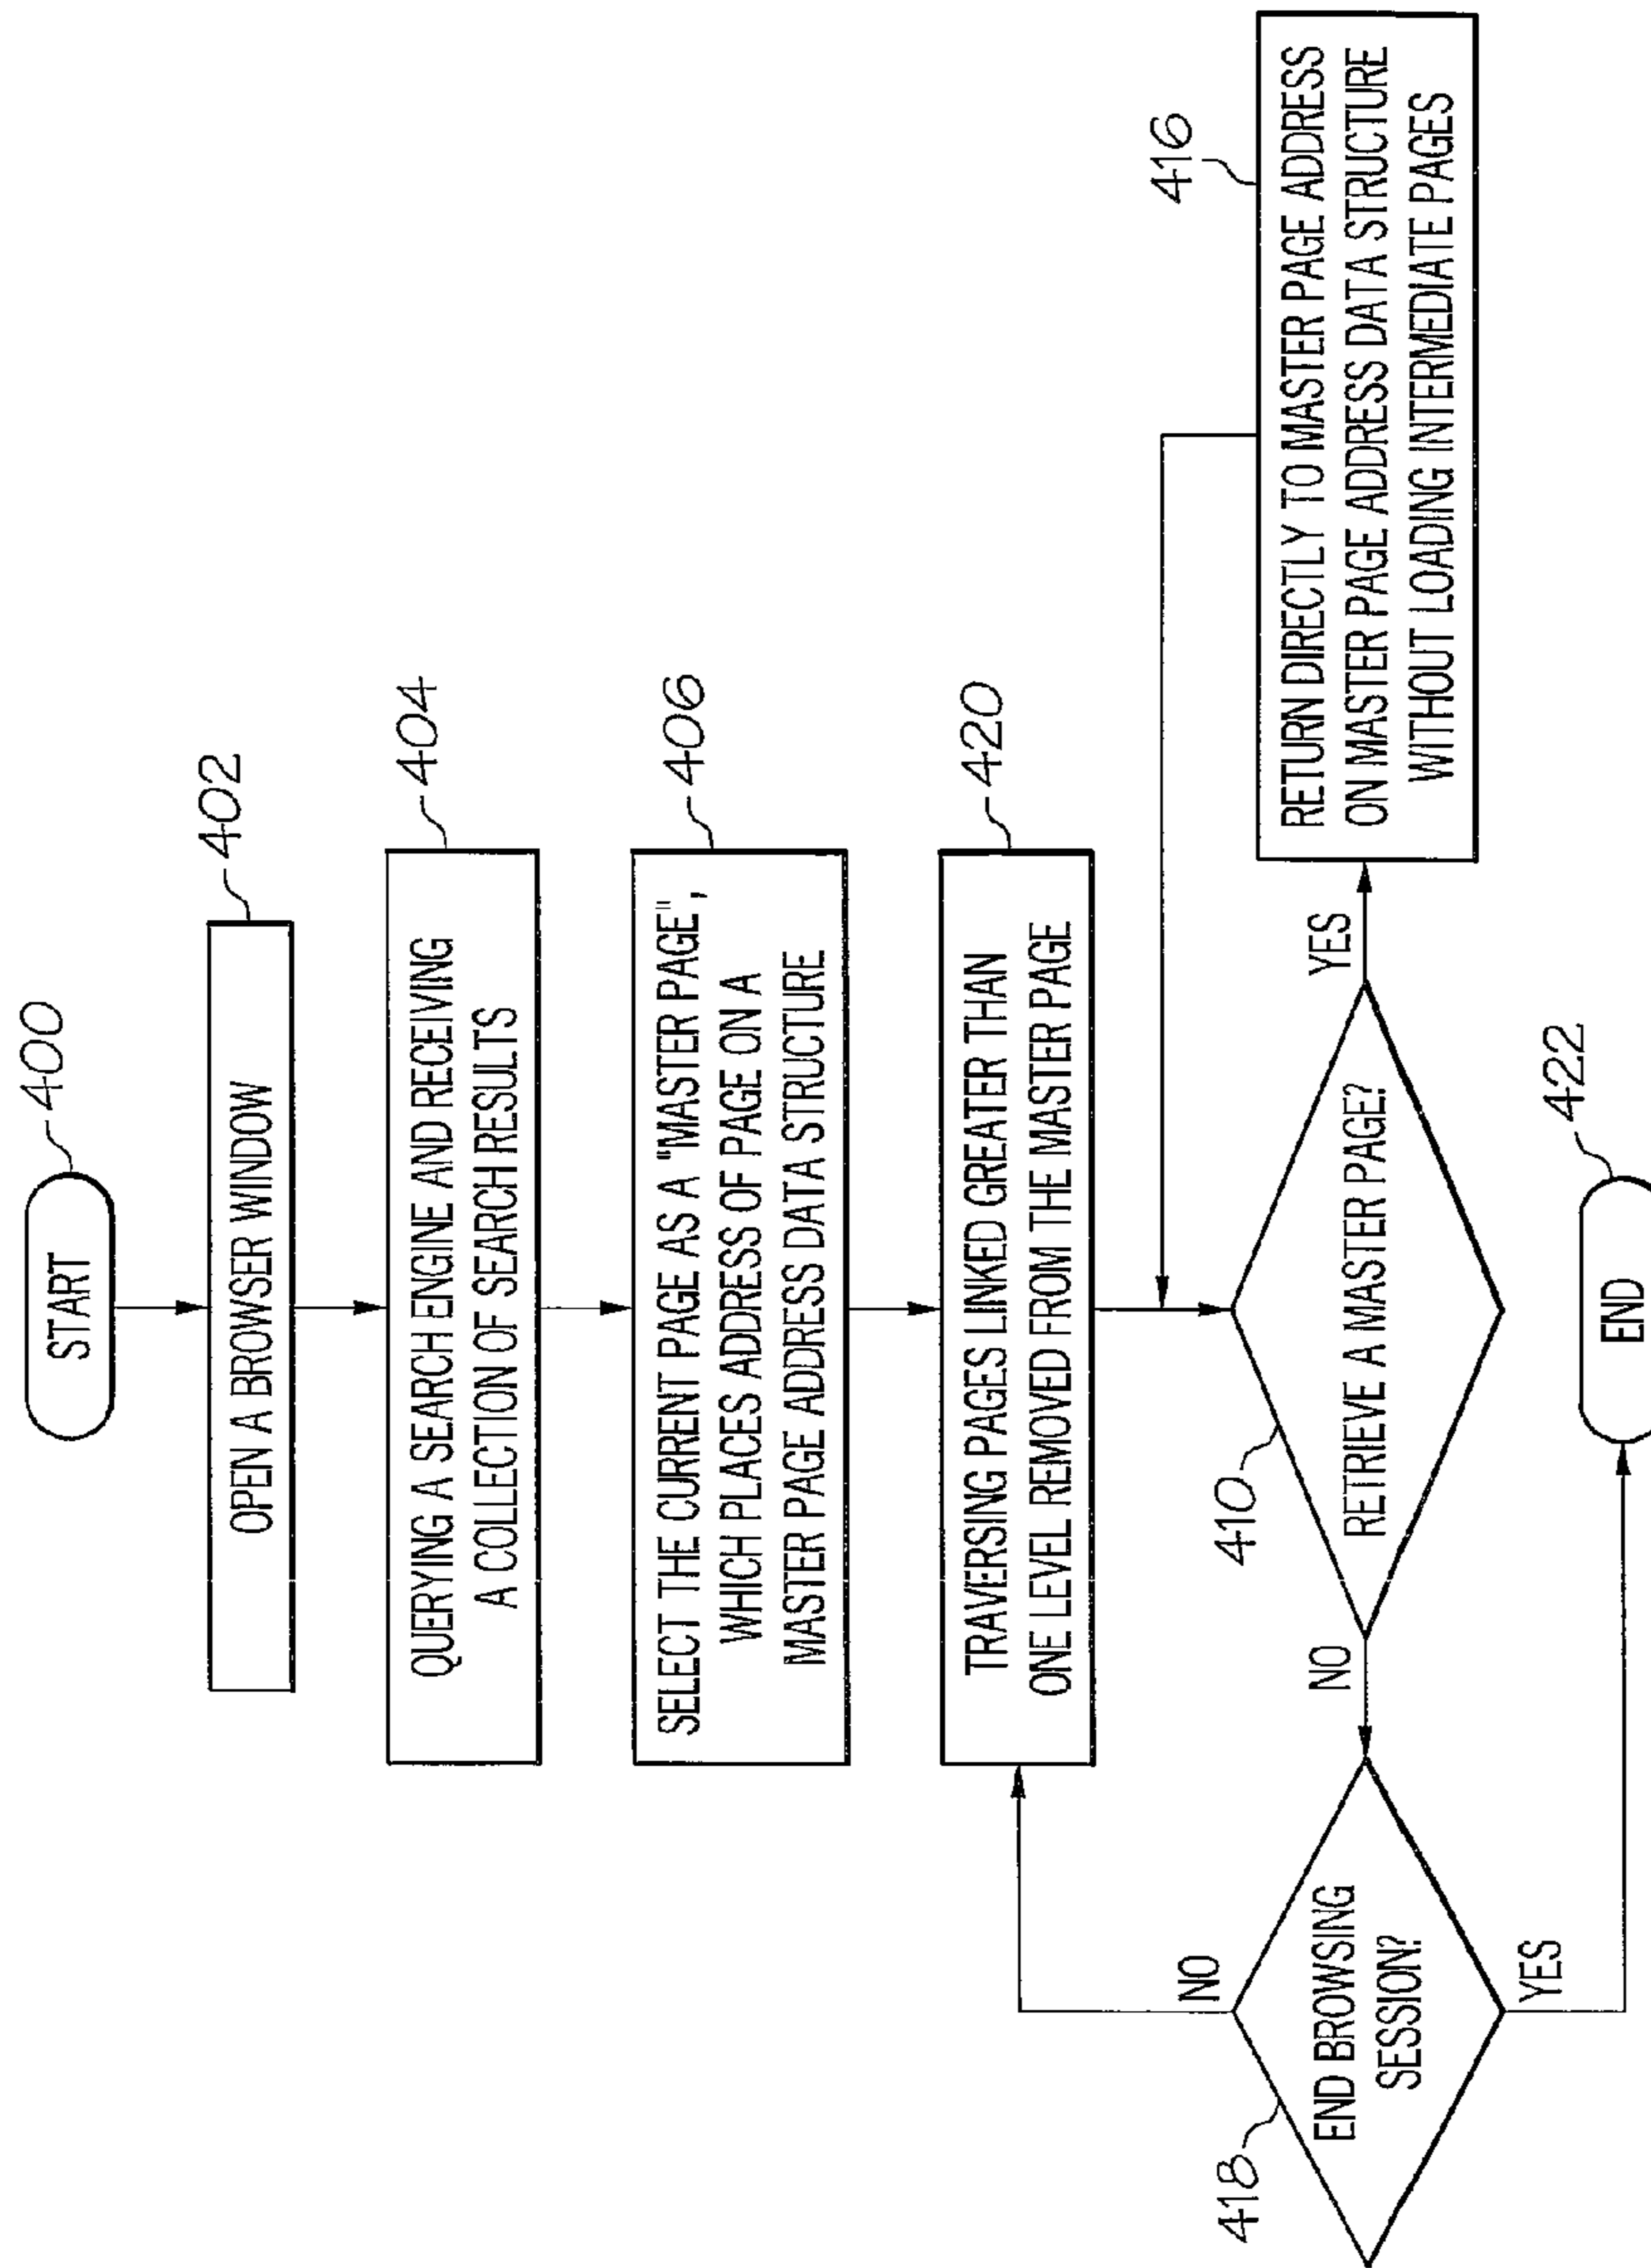 START
400
OPEN A BROWSER WINDOW
402
QUERYING A SEARCH ENGINE AND RECEIVING
A COLLECTION OF SEARCH RESULTS
404
SELECT THE CURRENT PAGE AS A "MASTER PAGE",
WHICH PLACES ADDRESS OF PAGE ON A
MASTER PAGE ADDRESS DATA STRUCTURE
406
TRAVERSING PAGES LINKED GREATER THAN
ONE LEVEL REMOVED FROM THE MASTER PAGE
420
410
RETRIEVE A MASTER PAGE?
YES
RETURN DIRECTLY TO MASTER PAGE ADDRESS
ON MASTER PAGE ADDRESS DATA STRUCTURE
WITHOUT LOADING INTERMEDIATE PAGES
416
NO
418
END BROWSING
SESSION?
NO
YES
END
422